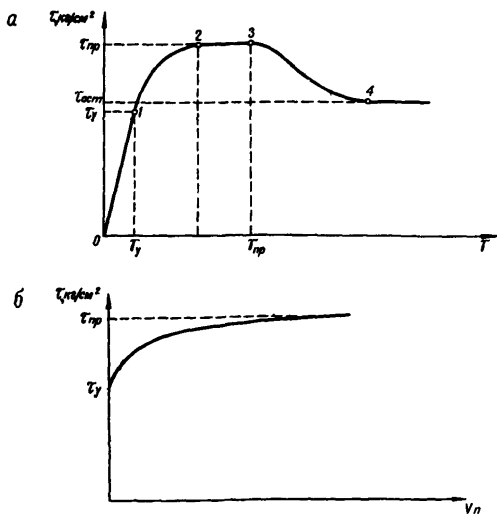 а
τ, кг/см²
τпр
τост
τу
1
2
3
4
0
Tу
Tпр
T
б
τ, кг/см²
τпр
τу
Vп